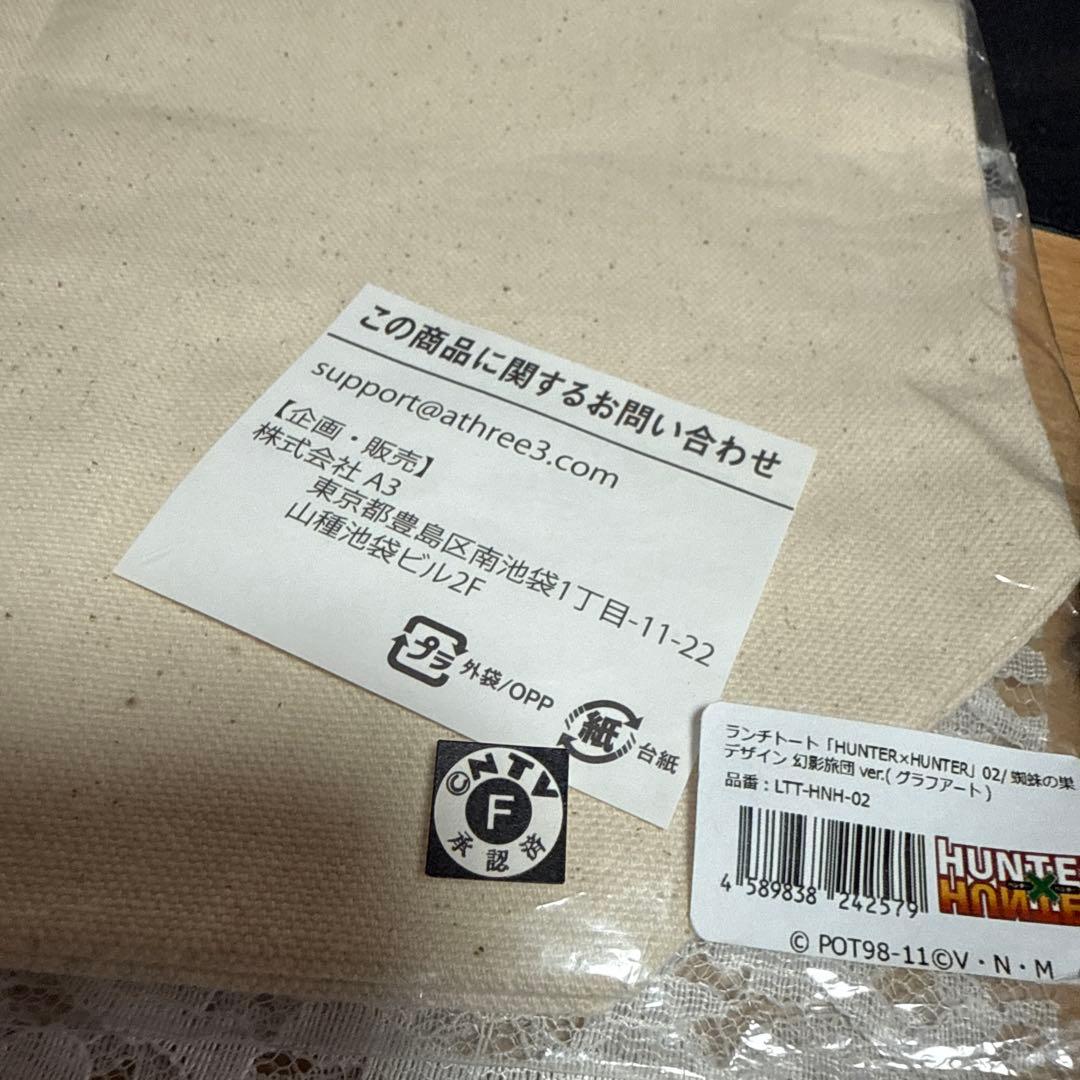 この商品に関するお問い合わせ
support@athree3.com
【企画・販売】
株式会社 A3
東京都豊島区南池袋1丁目-11-22
山種池袋ビル2F
プラ 外袋/OPP
紙 台紙
©NTV
F
承認済
ランチトート「HUNTER×HUNTER」02/ 蜘蛛の巣
デザイン 幻影旅団 ver.( グラフアート )
品番：LTT-HNH-02
4 589838 242579
HUNTE
HUNTE
© POT98-11©V・N・M